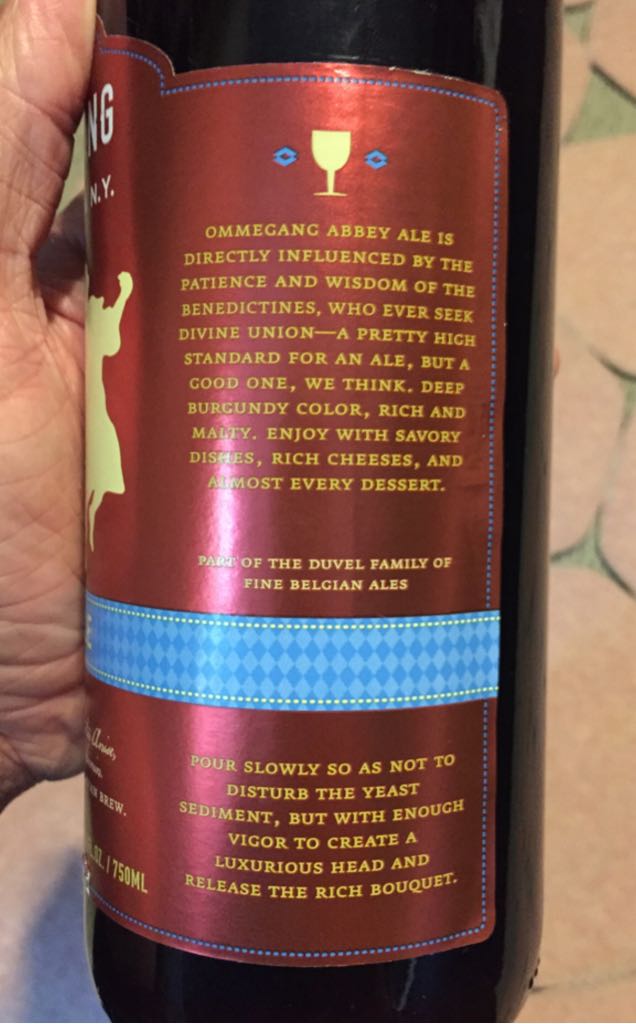 NG
N.Y.
OMMEGANG ABBEY ALE IS
DIRECTLY INFLUENCED BY THE
PATIENCE AND WISDOM OF THE
BENEDICTINES, WHO EVER SEEK
DIVINE UNION—A PRETTY HIGH
STANDARD FOR AN ALE, BUT A
GOOD ONE, WE THINK. DEEP
BURGUNDY COLOR, RICH AND
MALTY. ENJOY WITH SAVORY
DISHES, RICH CHEESES, AND
ALMOST EVERY DESSERT.
PART OF THE DUVEL FAMILY OF
FINE BELGIAN ALES
E
BREW.
OZ. / 750ML
POUR SLOWLY SO AS NOT TO
DISTURB THE YEAST
SEDIMENT, BUT WITH ENOUGH
VIGOR TO CREATE A
LUXURIOUS HEAD AND
RELEASE THE RICH BOUQUET.